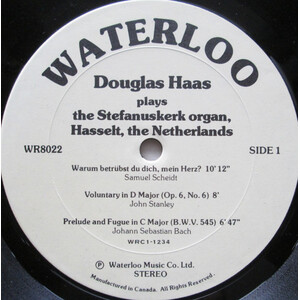 WATERLOO
Douglas Haas
plays
the Stefanuskerk organ,
Hasselt, the Netherlands
WR8022
SIDE 1
Warum betrübst du dich, mein Herz? 10' 12"
Samuel Scheidt
Voluntary in D Major (Op. 6, No. 6) 8'
John Stanley
Prelude and Fugue in C Major (B.W.V. 545) 6' 47"
Johann Sebastian Bach
WRC1-1234
℗ Waterloo Music Co. Ltd.
STEREO
Manufactured in Canada. All Rights Reserved.